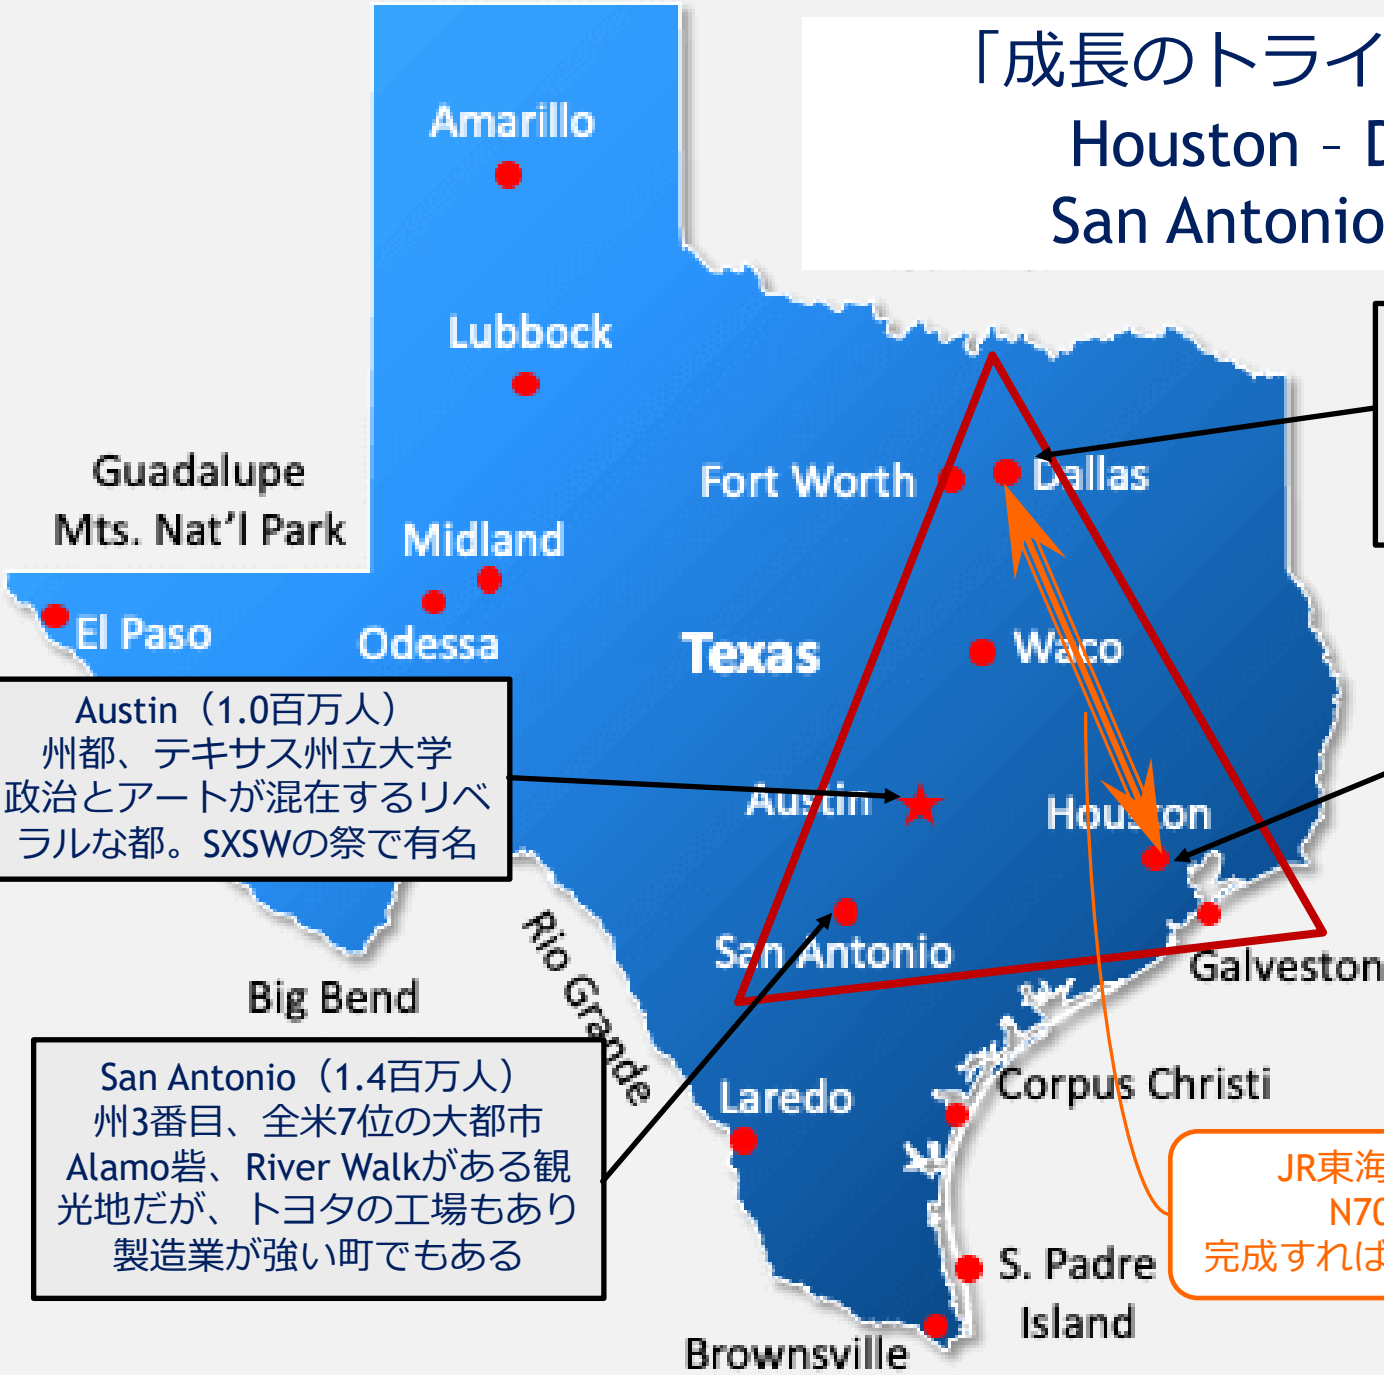 「成長のトライ
Houston – D
San Antonio
Amarillo
Lubbock
Guadalupe
Mts. Nat'l Park
Fort Worth
Dallas
Midland
El Paso
Odessa
Texas
Waco
Austin（1.0百万人）
州都、テキサス州立大学
政治とアートが混在するリベ
ラルな都。SXSWの祭で有名
Austin
Houston
San Antonio
Galveston
Rio Grande
Big Bend
San Antonio（1.4百万人）
州3番目、全米7位の大都市
Alamo砦、River Walkがある観
光地だが、トヨタの工場もあり
製造業が強い町でもある
Laredo
Corpus Christi
JR東海
N70
完成すれば
S. Padre
Island
Brownsville